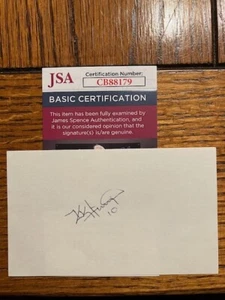 JSA
Certification Number:
CB88179
BASIC CERTIFICATION
This item has been fully examined by
James Spence Authentication, and
it is our considered opinion that the
signature(s) is/are genuine.
10